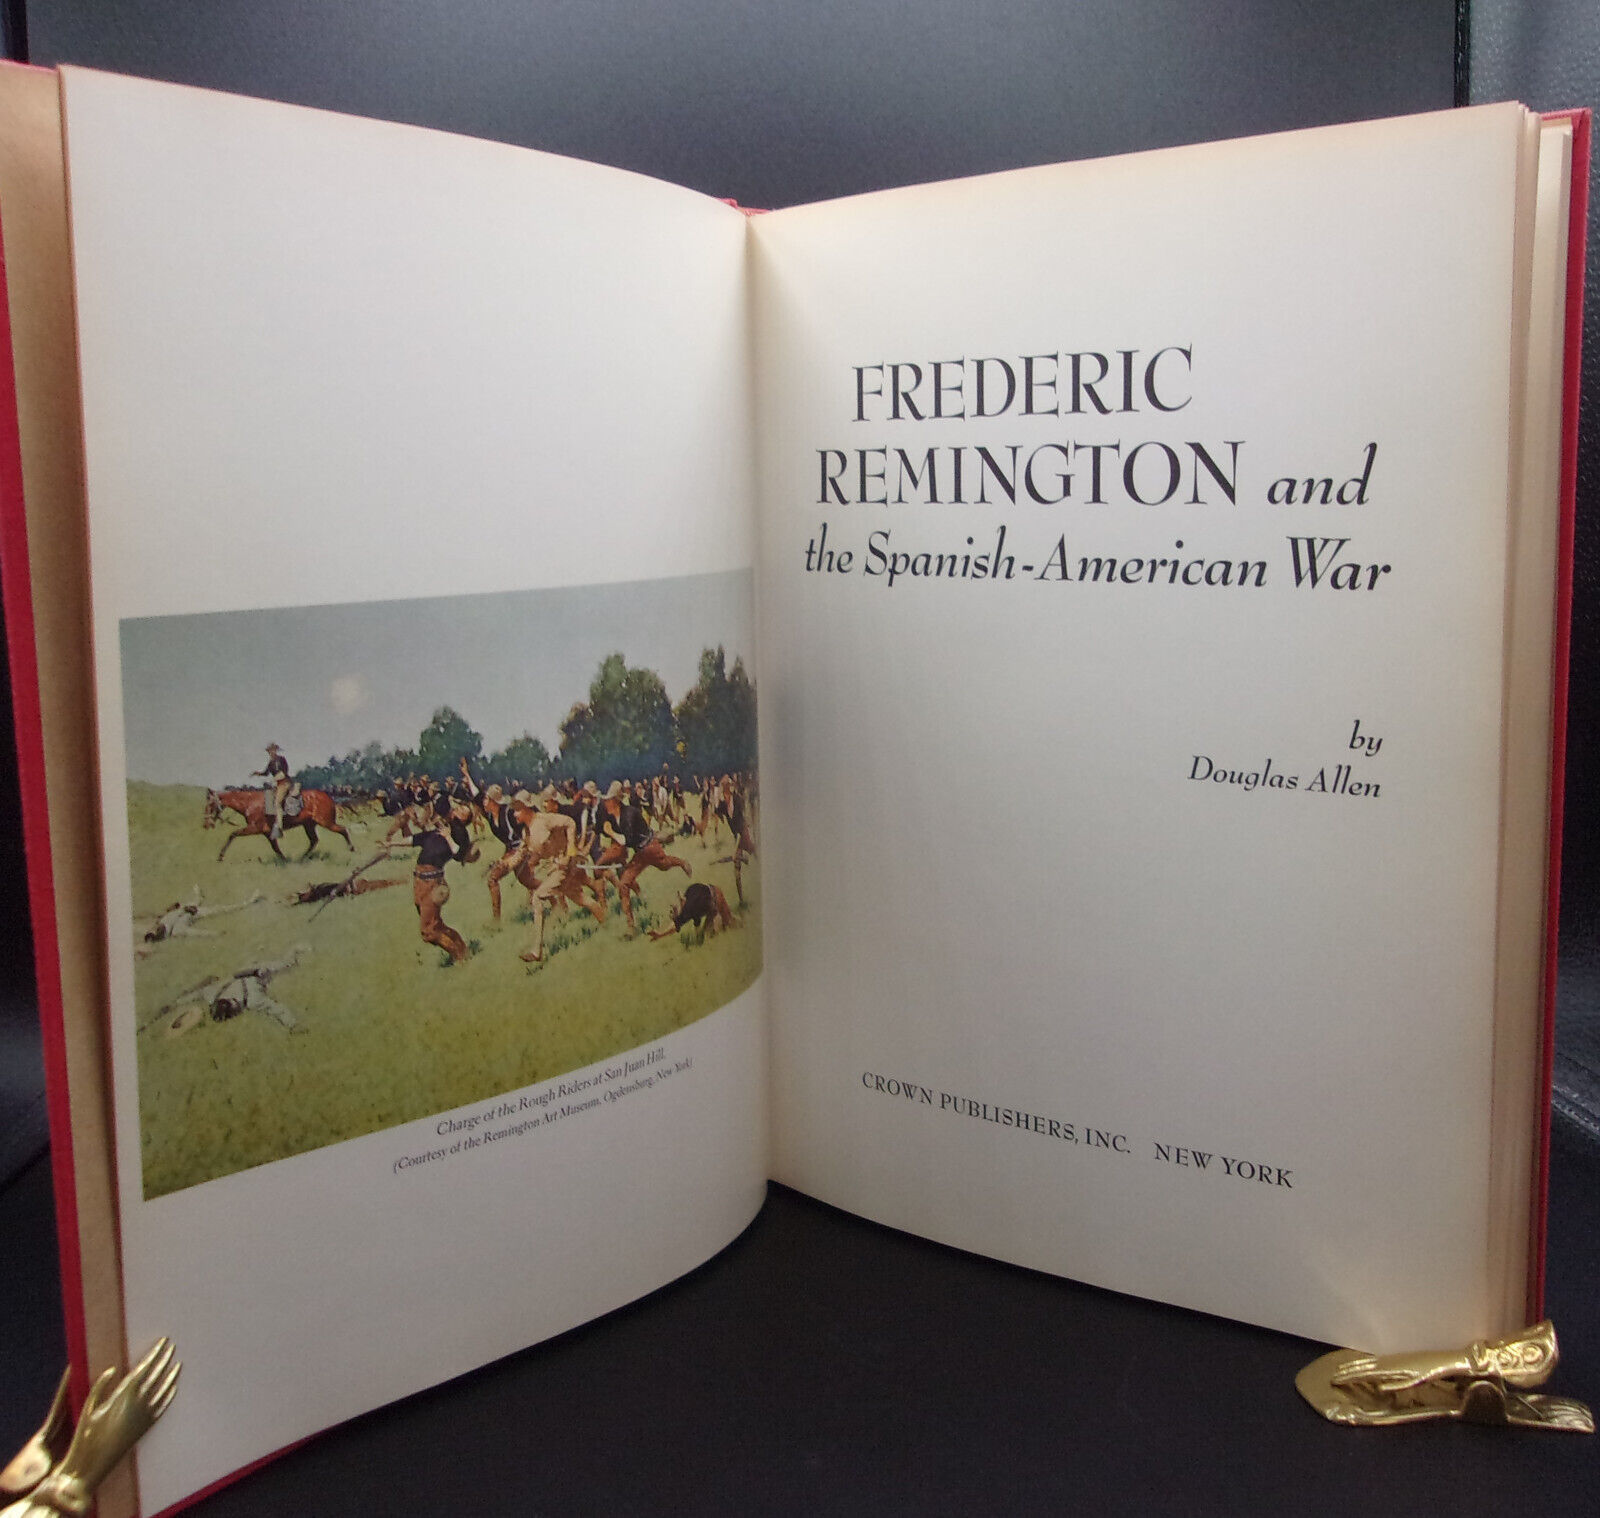 Charge of the Rough Riders at San Juan Hill.
(Courtesy of the Remington Art Museum, Ogdensburg, New York)
FREDERIC
REMINGTON and
the Spanish-American War
by
Douglas Allen
CROWN PUBLISHERS, INC. NEW YORK